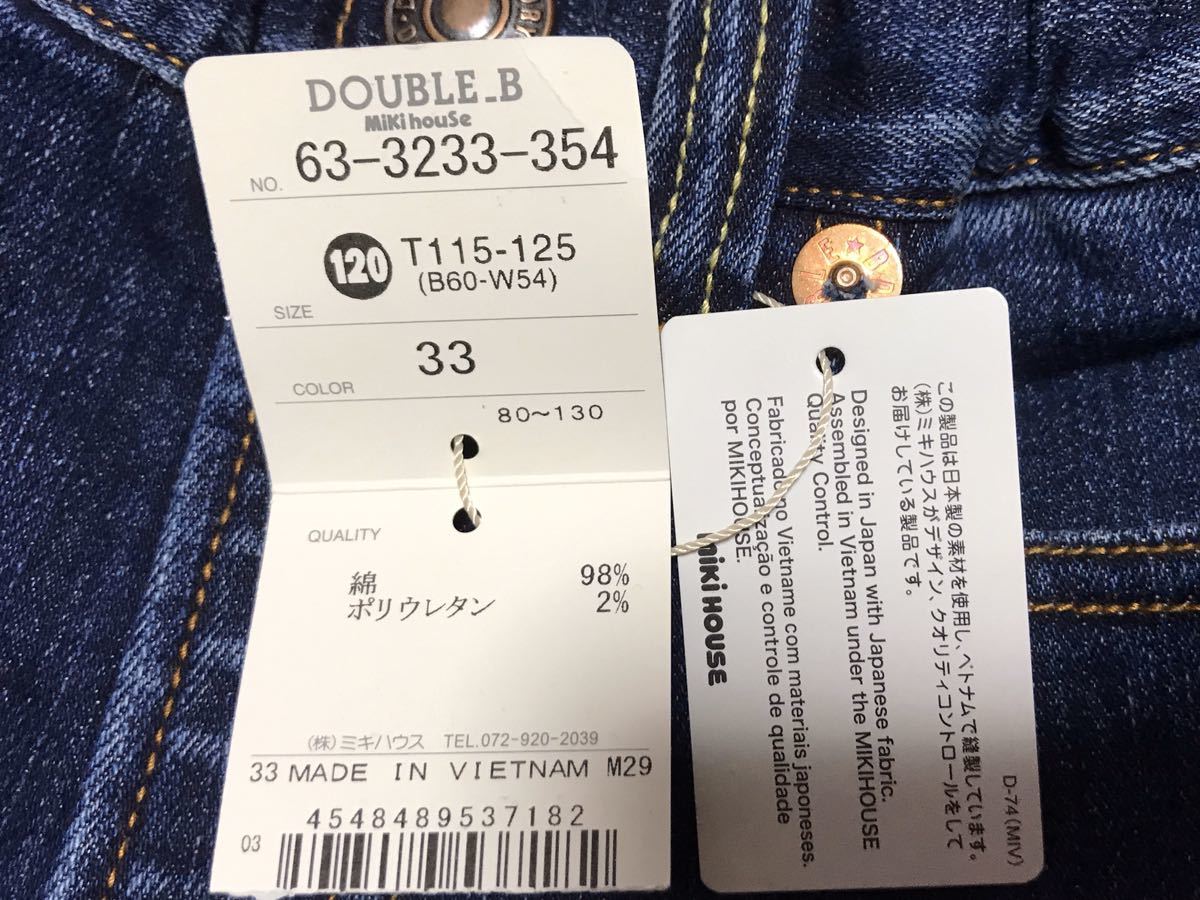 DOUBLE_B
MiKi houSe
NO. 63-3233-354
120 T115-125
(B60-W54)
SIZE
33
COLOR
80〜130
QUALITY
綿 98%
ポリウレタン 2%
(株)ミキハウス TEL.072-920-2039
33 MADE IN VIETNAM M29
4548489537182
03
この製品は日本製の素材を使用し、ベトナムで縫製しています。
(株)ミキハウスがデザイン、クオリティコントロールをして
お届けしている製品です。
Designed in Japan with Japanese fabric.
Assembled in Vietnam under the MIKIHOUSE
Quality Control.
Fabricado no Vietname com materiais japoneses.
Conceptualização e controle de qualidade
por MIKIHOUSE.
miKi HOUSE
D-74(MIV)